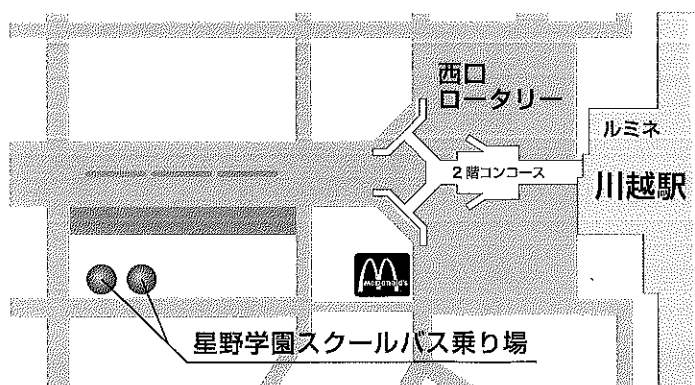 西口
ロータリー
ルミネ
2階コンコース
川越駅
McDonald's
星野学園スクールバス乗り場